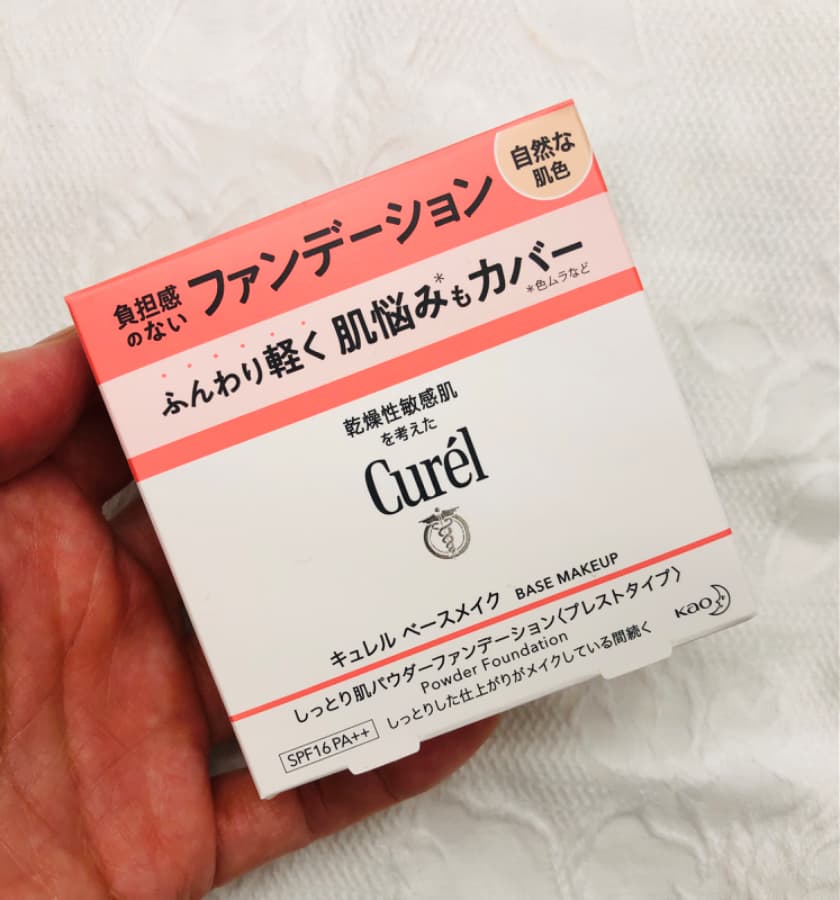 自然な
肌色
負担感
のない
ファンデーション
ふんわり軽く 肌悩み*もカバー
*色ムラなど
乾燥性敏感肌
を考えた
Curél
キュレル ベースメイク BASE MAKEUP
しっとり肌パウダーファンデーション〈プレストタイプ〉
Powder Foundation
SPF16 PA++ しっとりした仕上がりがメイクしている間続く
Kao